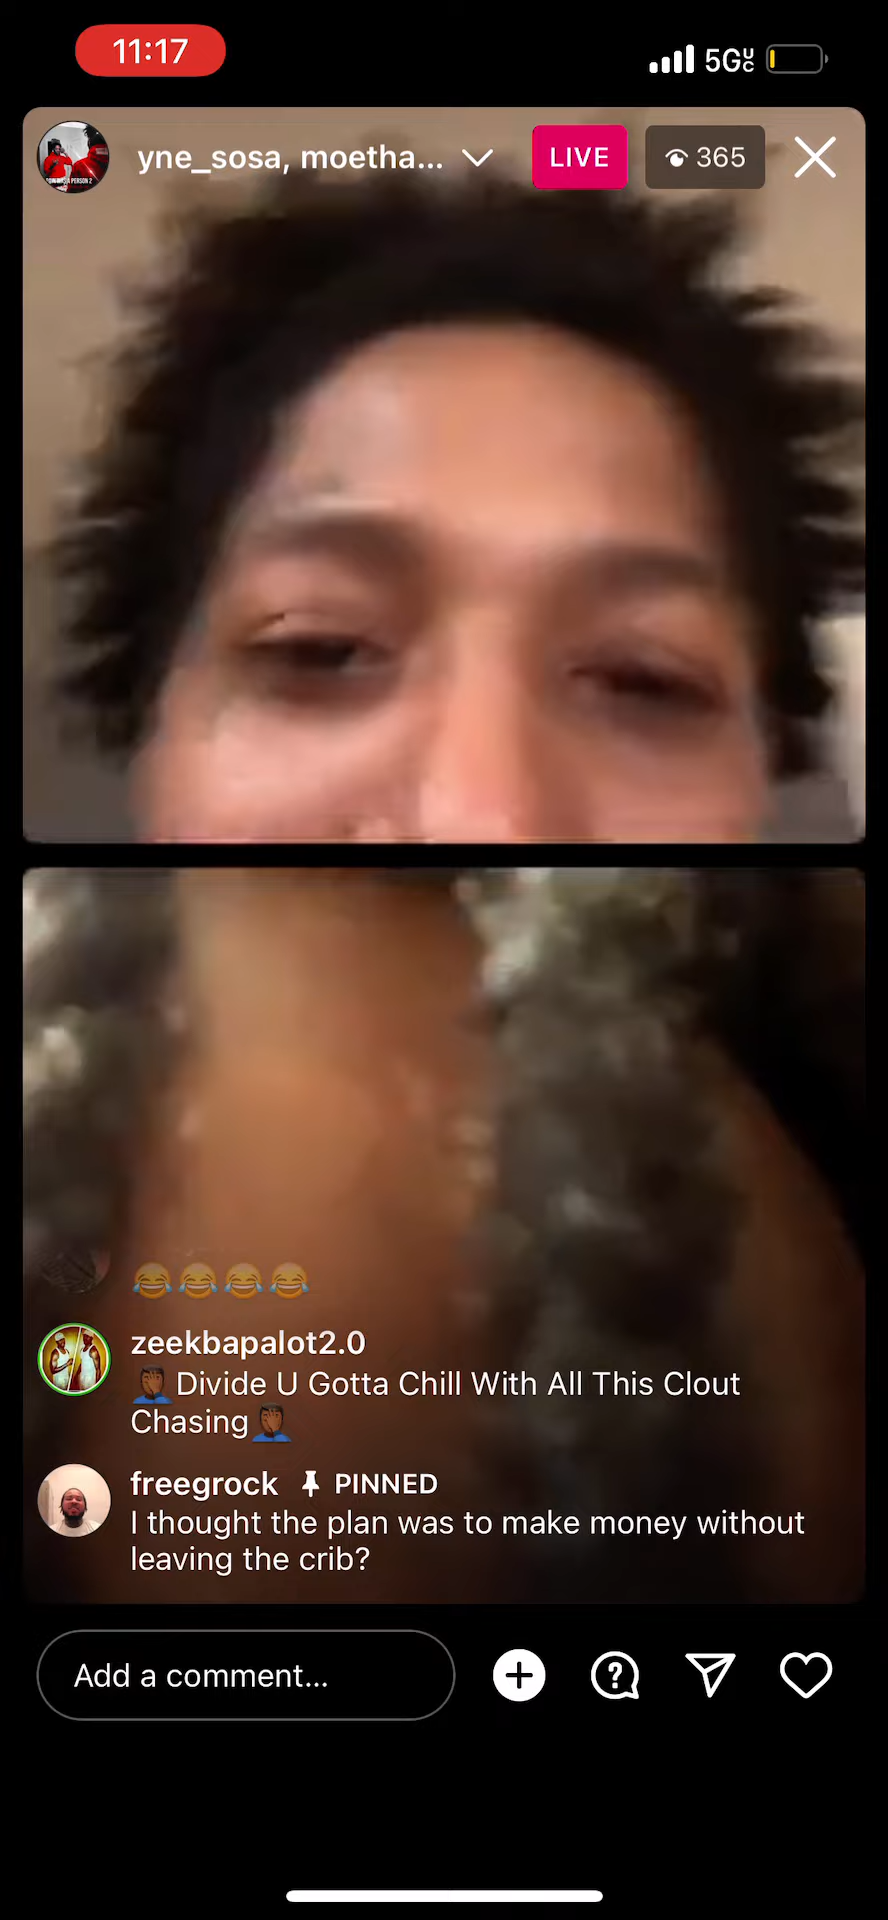 11:17
5GUC
yne_sosa, moetha...
LIVE
365
😂😂😂😂
zeekbapalot2.0
🤦🏾‍♂️Divide U Gotta Chill With All This Clout
Chasing🤦🏾‍♂️
freegrock PINNED
I thought the plan was to make money without
leaving the crib?
Add a comment...